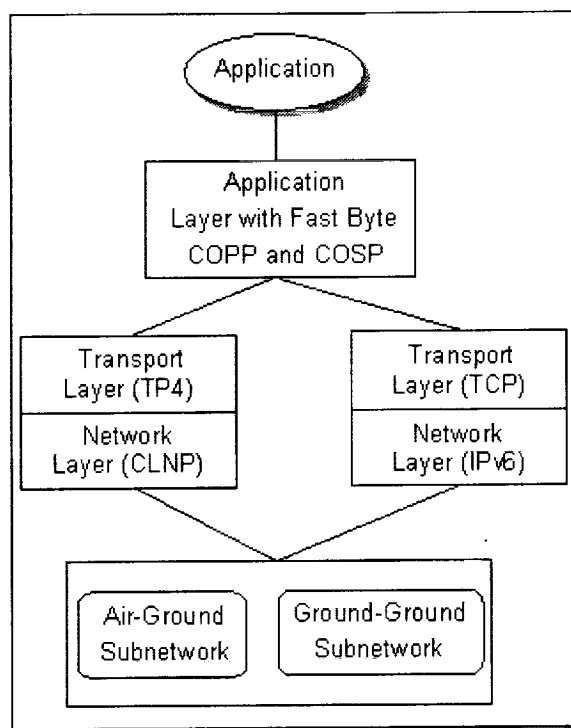 Application
Application
Layer with Fast Byte
COPP and COSP
Transport
Layer (TP4)
Network
Layer (CLNP)
Transport
Layer (TCP)
Network
Layer (IPv6)
Air-Ground
Subnetwork
Ground-Ground
Subnetwork